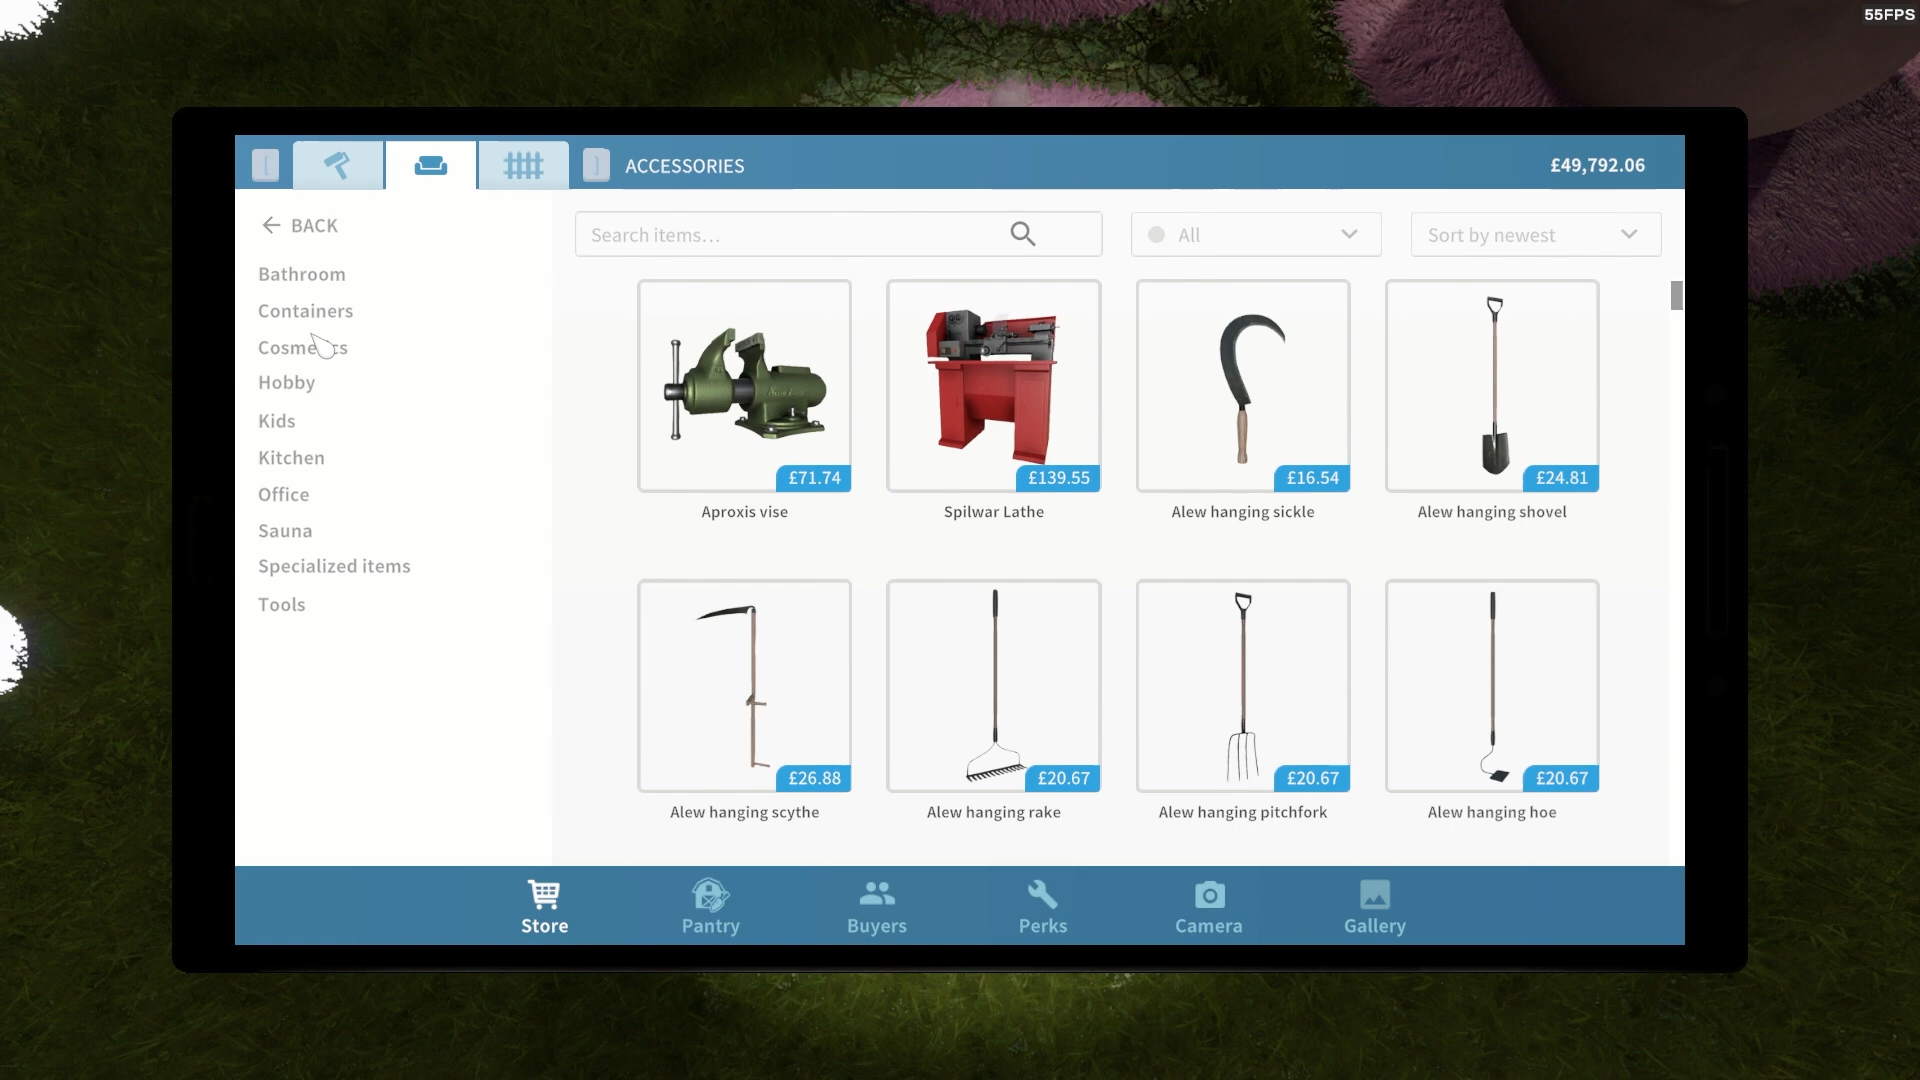 55FPS
[
]
ACCESSORIES
£49,792.06
BACK
Search items...
All
Sort by newest
Bathroom
Containers
Hobby
Kids
Kitchen
Office
Sauna
Specialized items
Tools
£71.74
£139.55
£16.54
£24.81
Aproxis vise
Spilwar Lathe
Alew hanging sickle
Alew hanging shovel
£26.88
£20.67
£20.67
£20.67
Alew hanging scythe
Alew hanging rake
Alew hanging pitchfork
Alew hanging hoe
Store
Pantry
Buyers
Perks
Camera
Gallery